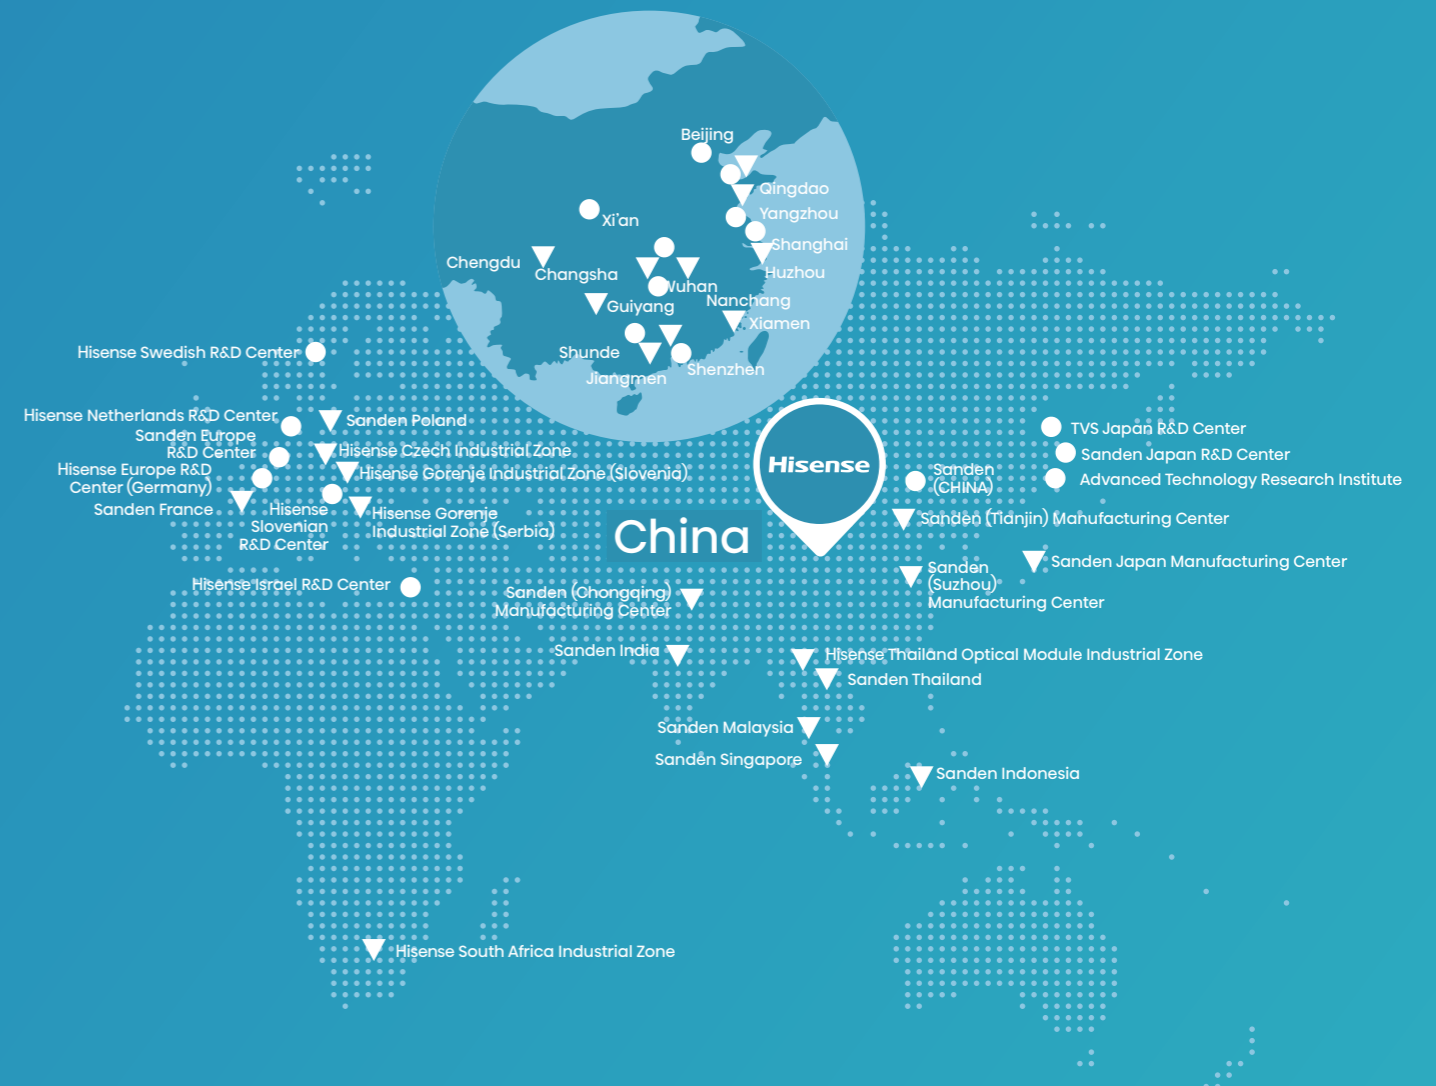 Beijing
Qingdao
Yangzhou
Xi'an
Shanghai
Chengdu
Changsha
Huzhou
Wuhan
Nanchang
Guiyang
Xiamen
Shunde
Shenzhen
Jiangmen
Hisense Swedish R&D Center
Hisense Netherlands R&D Center
Sanden Europe
R&D Center
Hisense Europe R&D
Center (Germany)
Sanden France
Sanden Poland
Hisense Czech Industrial Zone
Hisense Gorenje Industrial Zone (Slovenia)
Hisense
Slovenian
R&D Center
Hisense Gorenje
Industrial Zone (Serbia)
Hisense Israel R&D Center
China
Hisense
Sanden
(CHINA)
TVS Japan R&D Center
Sanden Japan R&D Center
Advanced Technology Research Institute
Sanden (Tianjin) Manufacturing Center
Sanden Japan Manufacturing Center
Sanden
(Suzhou)
Manufacturing Center
Sanden (Chongqing)
Manufacturing Center
Sanden India
Hisense Thailand Optical Module Industrial Zone
Sanden Thailand
Sanden Malaysia
Sanden Singapore
Sanden Indonesia
Hisense South Africa Industrial Zone